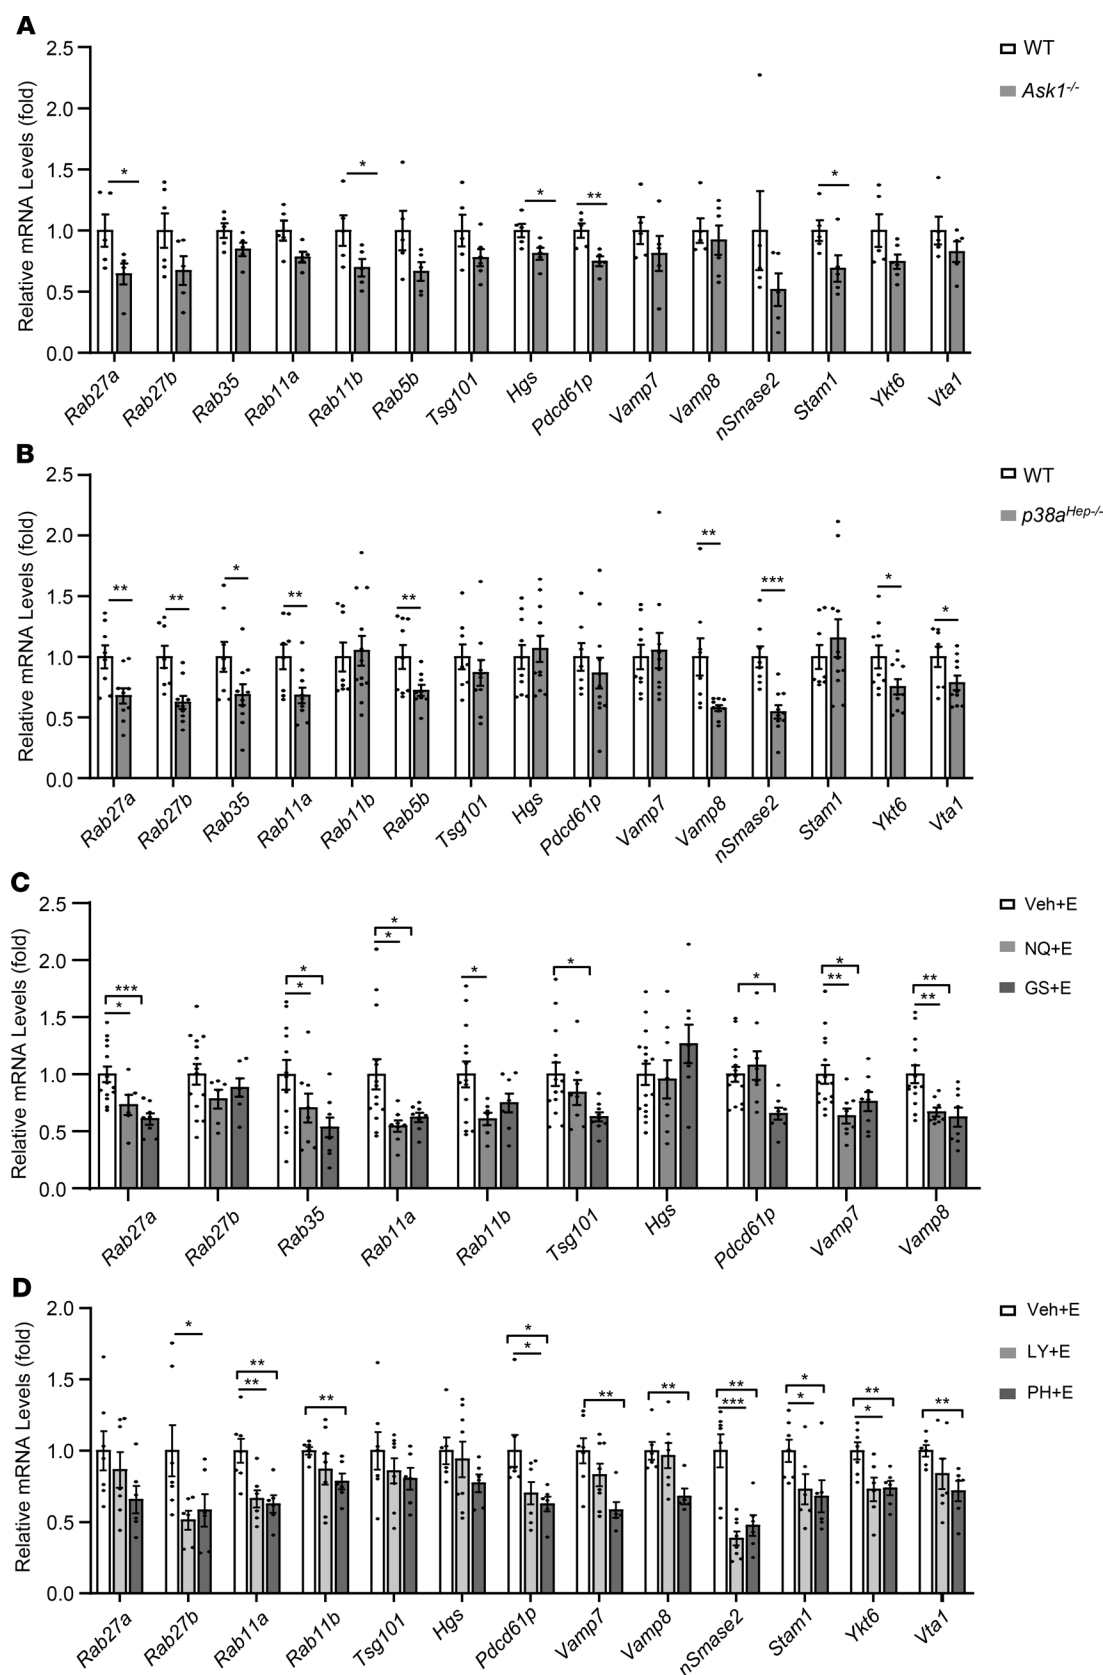 A
2.5
2.0
1.5
1.0
0.5
0.0
Relative mRNA Levels (fold)
WT
Ask1-/-
* * * ** *
Rab27a Rab27b Rab35 Rab11a Rab11b Rab5b Tsg101 Hgs Pdcd61p Vamp7 Vamp8 nSmase2 Stam1 Ykt6 Vta1
B
2.5
2.0
1.5
1.0
0.5
0.0
Relative mRNA Levels (fold)
WT
p38aHep-/-
** ** * ** ** ** *** * *
Rab27a Rab27b Rab35 Rab11a Rab11b Rab5b Tsg101 Hgs Pdcd61p Vamp7 Vamp8 nSmase2 Stam1 Ykt6 Vta1
C
2.5
2.0
1.5
1.0
0.5
0.0
Relative mRNA Levels (fold)
Veh+E
NQ+E
GS+E
*** * * * * * * * * * ** ** **
Rab27a Rab27b Rab35 Rab11a Rab11b Tsg101 Hgs Pdcd61p Vamp7 Vamp8
D
2.0
1.5
1.0
0.5
0.0
Relative mRNA Levels (fold)
Veh+E
LY+E
PH+E
* ** ** ** * * ** ** ** *** * * ** * **
Rab27a Rab27b Rab11a Rab11b Tsg101 Hgs Pdcd61p Vamp7 Vamp8 nSmase2 Stam1 Ykt6 Vta1